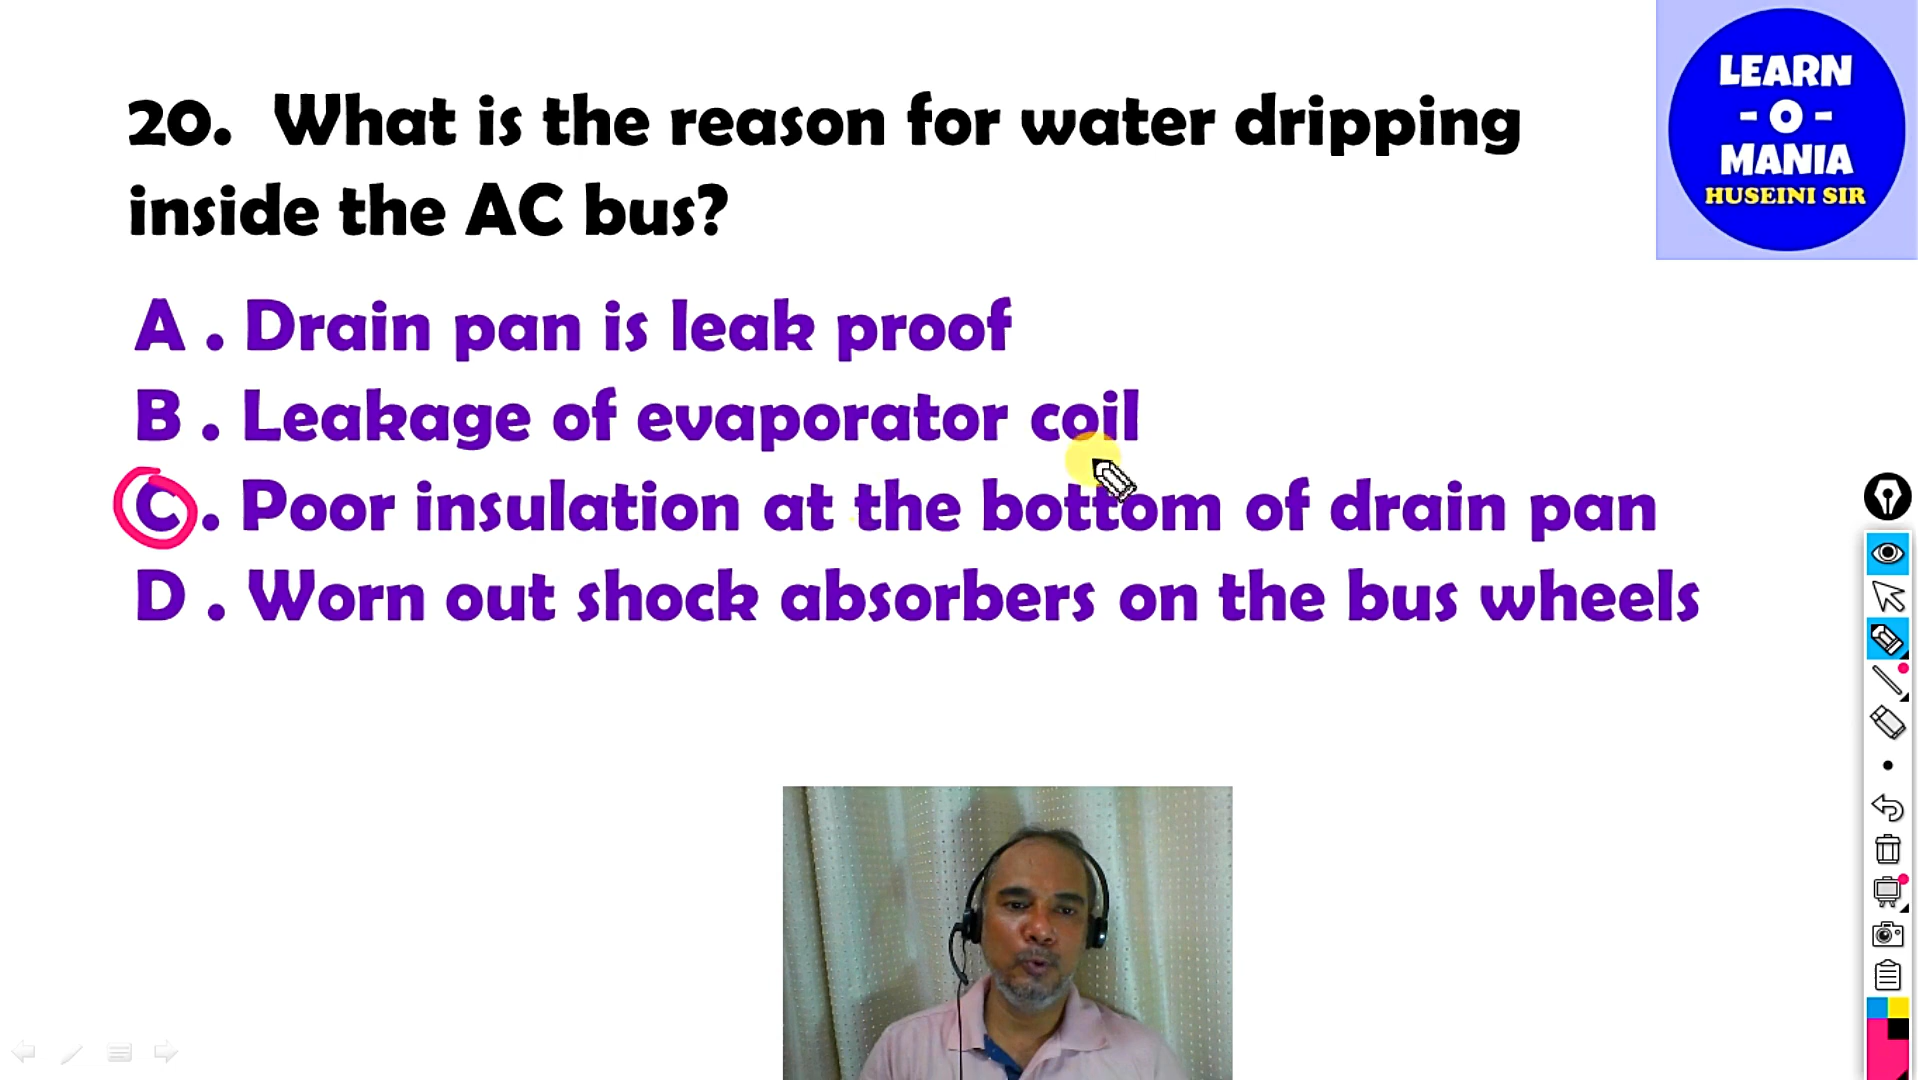 20. What is the reason for water dripping
inside the AC bus?
A . Drain pan is leak proof
B . Leakage of evaporator coil
C . Poor insulation at the bottom of drain pan
D . Worn out shock absorbers on the bus wheels
LEARN
- O -
MANIA
HUSEINI SIR